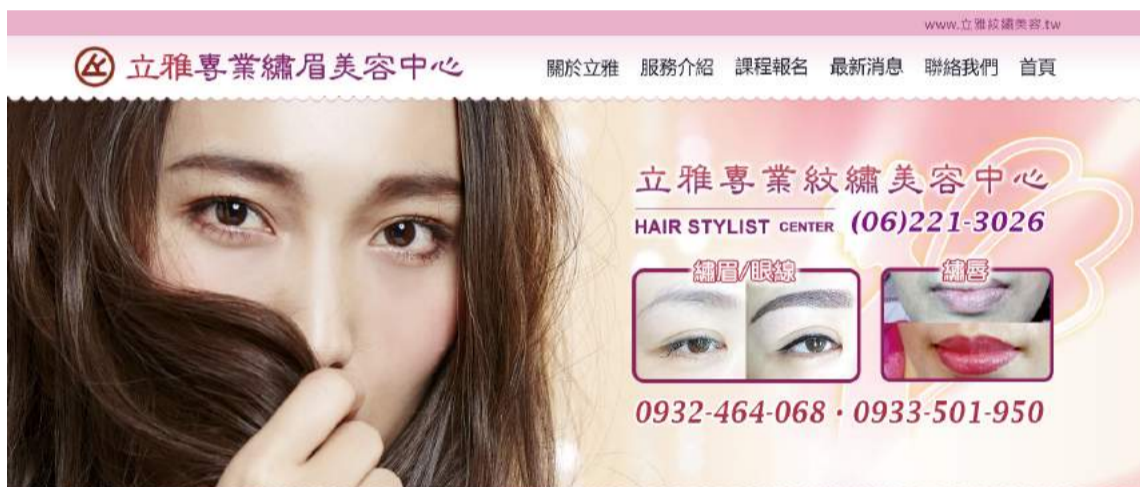 www.立雅紋繡美容.tw
立雅專業繡眉美容中心
關於立雅 服務介紹 課程報名 最新消息 聯絡我們 首頁
立雅專業紋繡美容中心
HAIR STYLIST CENTER (06)221-3026
繡眉/眼線 繡唇
0932-464-068・0933-501-950